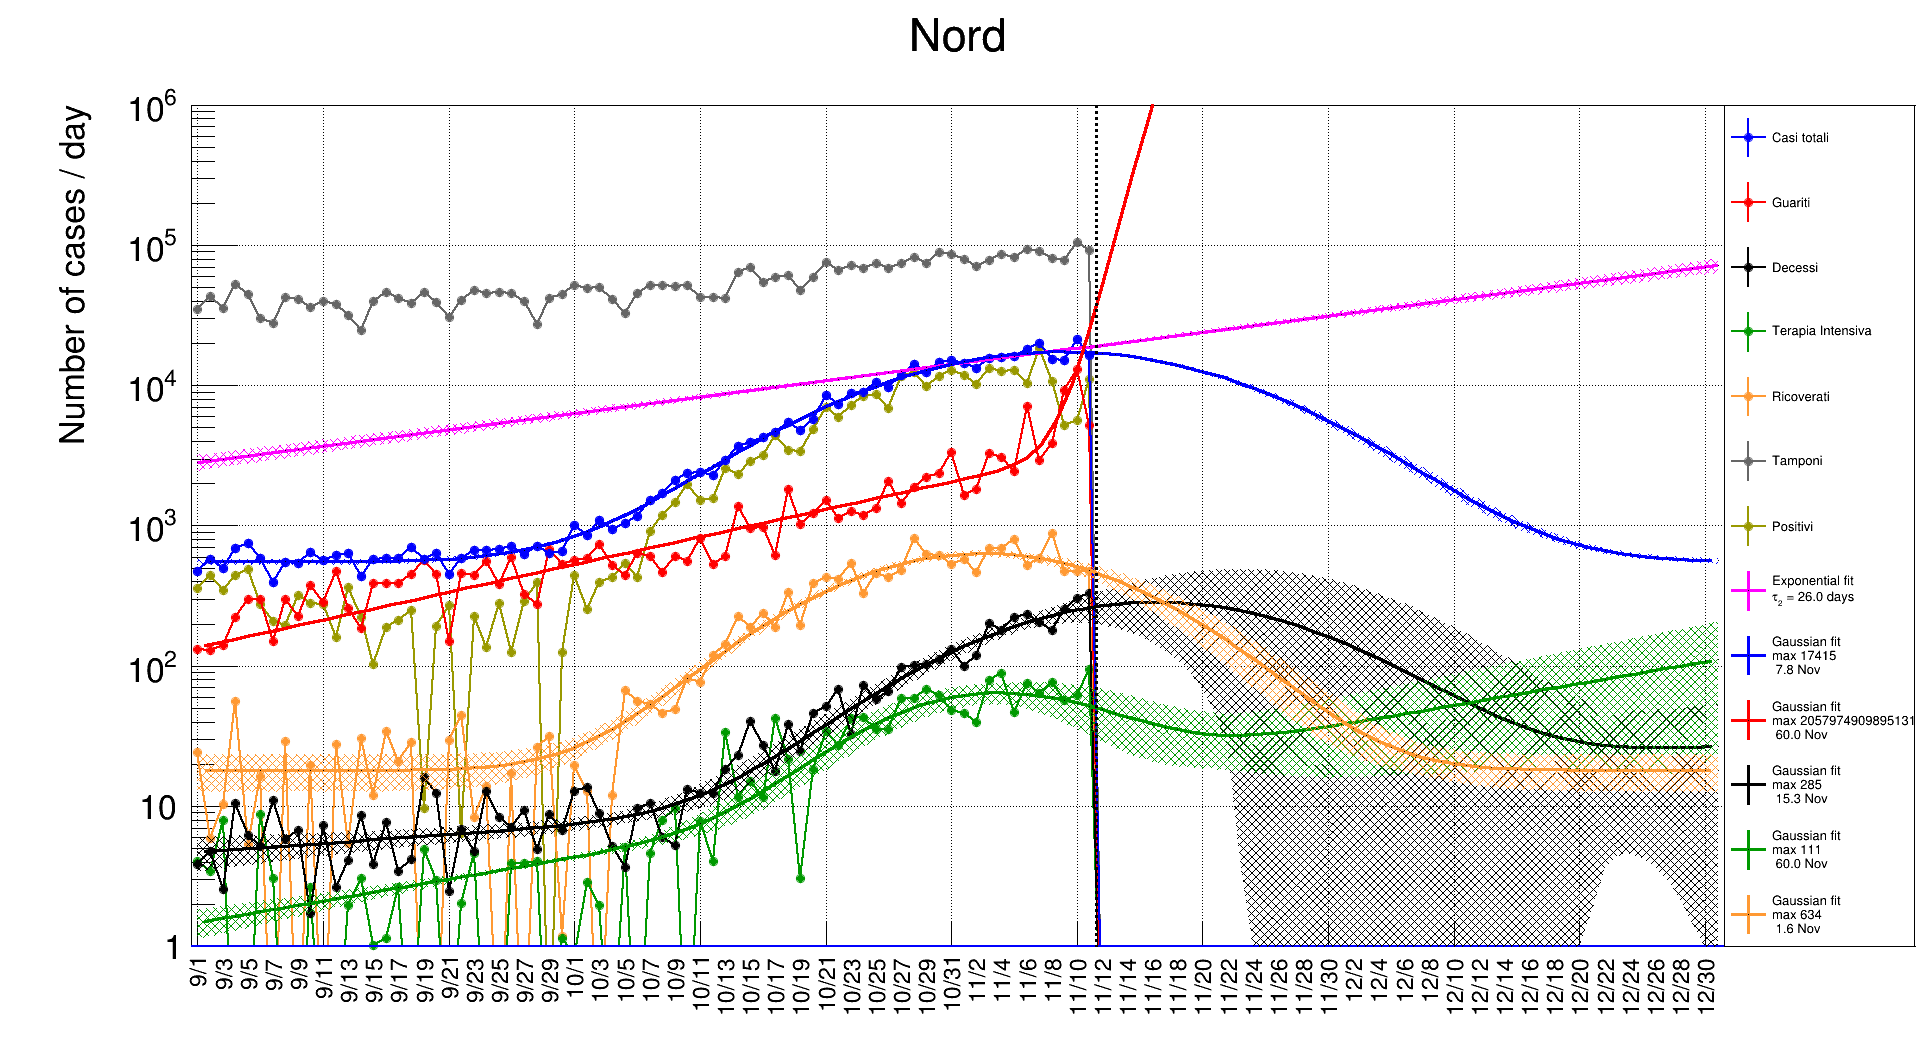 Nord
Number of cases / day
10^6
10^5
10^4
10^3
10^2
10
1
9/1
9/3
9/5
9/7
9/9
9/11
9/13
9/15
9/17
9/19
9/21
9/23
9/25
9/27
9/29
10/1
10/3
10/5
10/7
10/9
10/11
10/13
10/15
10/17
10/19
10/21
10/23
10/25
10/27
10/29
10/31
11/2
11/4
11/6
11/8
11/10
11/12
11/14
11/16
11/18
11/20
11/22
11/24
11/26
11/28
11/30
12/2
12/4
12/6
12/8
12/10
12/12
12/14
12/16
12/18
12/20
12/22
12/24
12/26
12/28
12/30
Casi totali
Guariti
Decessi
Terapia Intensiva
Ricoverati
Tamponi
Positivi
Exponential fit
τ₂ = 26.0 days
Gaussian fit
max 17415
7.8 Nov
Gaussian fit
max 2057974909895131
60.0 Nov
Gaussian fit
max 285
15.3 Nov
Gaussian fit
max 111
60.0 Nov
Gaussian fit
max 634
1.6 Nov